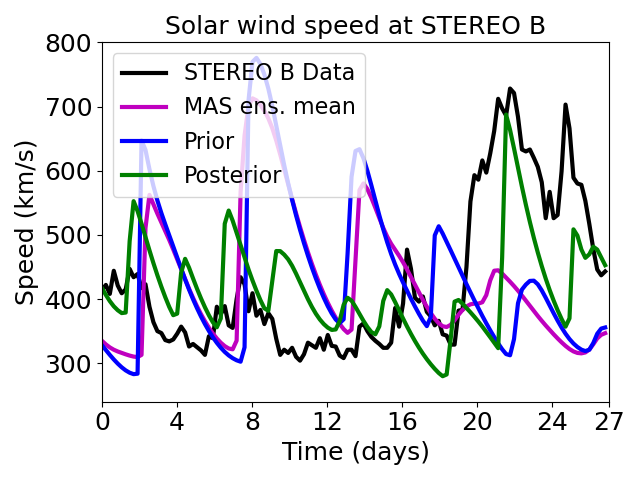 Solar wind speed at STEREO B
800
700
600
500
400
300
Speed (km/s)
STEREO B Data
MAS ens. mean
Prior
Posterior
0 4 8 12 16 20 24 27
Time (days)